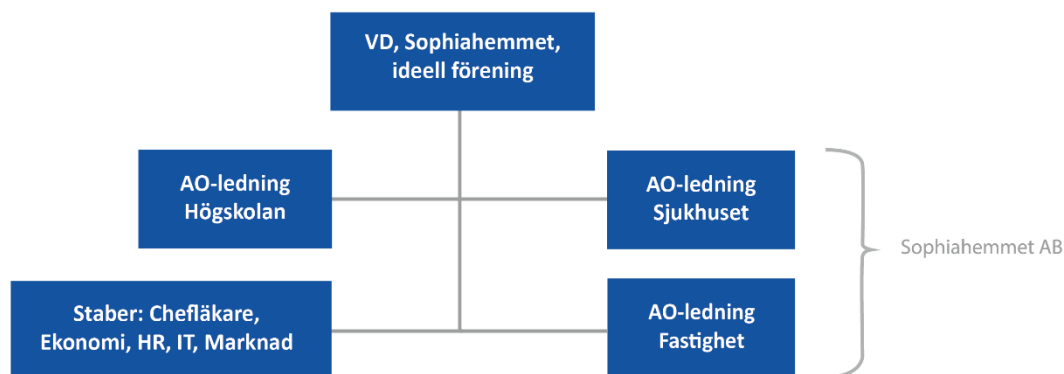 VD, Sophiahemmet,
ideell förening
AO-ledning
Högskolan
AO-ledning
Sjukhuset
Sophiahemmet AB
Staber: Chefläkare,
Ekonomi, HR, IT, Marknad
AO-ledning
Fastighet